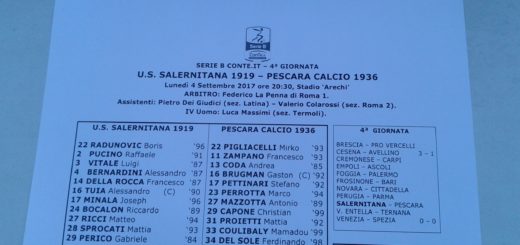 Serie B
Conte.it
SERIE B CONTE.IT – 4ª GIORNATA
U.S. SALERNITANA 1919 – PESCARA CALCIO 1936
Lunedì 4 Settembre 2017 ore 20:30, Stadio 'Arechi'
ARBITRO: Federico La Penna di Roma 1.
Assistenti: Pietro Dei Giudici (sez. Latina) – Valerio Colarossi (sez. Roma 2).
IV Uomo: Luca Massimi (sez. Termoli).
U.S. SALERNITANA 1919
22 RADUNOVIC Boris '96
2 PUCINO Raffaele '91
3 VITALE Luigi '87
4 BERNARDINI Alessandro '87
14 DELLA ROCCA Francesco '87
16 TUIA Alessandro (C) '90
17 MINALA Joseph '96
24 BOCALON Riccardo '89
27 RICCI Matteo '94
28 SPROCATI Mattia '93
29 PERICO Gabriele '84
PESCARA CALCIO 1936
22 PIGLIACELLI Mirko '93
11 ZAMPANO Francesco '93
13 CODA Andrea '85
16 BRUGMAN Gaston (C) '92
17 PETTINARI Stefano '92
23 PERROTTA Marco '94
27 MAZZOTTA Antonio '89
29 CAPONE Christian '99
31 PROIETTI Mattia '92
33 COULIBALY Mamadou '99
34 DEL SOLE Ferdinando '98
4ª GIORNATA
BRESCIA – PRO VERCELLI
CESENA – AVELLINO 3 - 1
CREMONESE – CARPI
EMPOLI – ASCOLI
FOGGIA – PALERMO
FROSINONE – BARI
NOVARA – CITTADELLA
PERUGIA – PARMA
SALERNITANA – PESCARA
V. ENTELLA – TERNANA
VENEZIA – SPEZIA 0 - 0